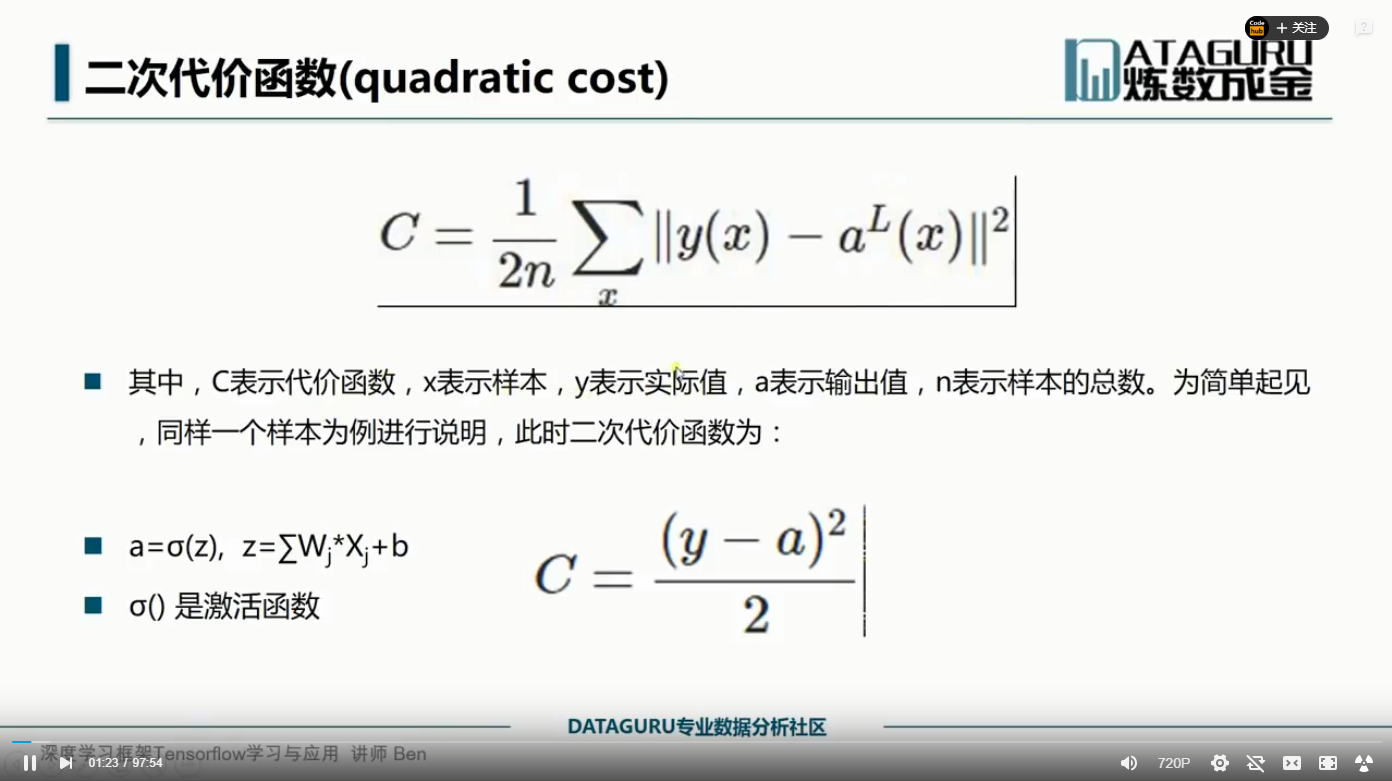 Code
hub
+ 关注
?
二次代价函数(quadratic cost)
DATAGURU
炼数成金
C = \frac{1}{2n} \sum_{x} \|y(x) - a^L(x)\|^2
■ 其中，C表示代价函数，x表示样本，y表示实际值，a表示输出值，n表示样本的总数。为简单起见
，同样一个样本为例进行说明，此时二次代价函数为：
■ a=σ(z), z=∑Wj*Xj+b
C = \frac{(y - a)^2}{2}
■ σ() 是激活函数
DATAGURU专业数据分析社区
深度学习框架Tensorflow学习与应用 讲师 Ben
01:23 / 97:54
720P